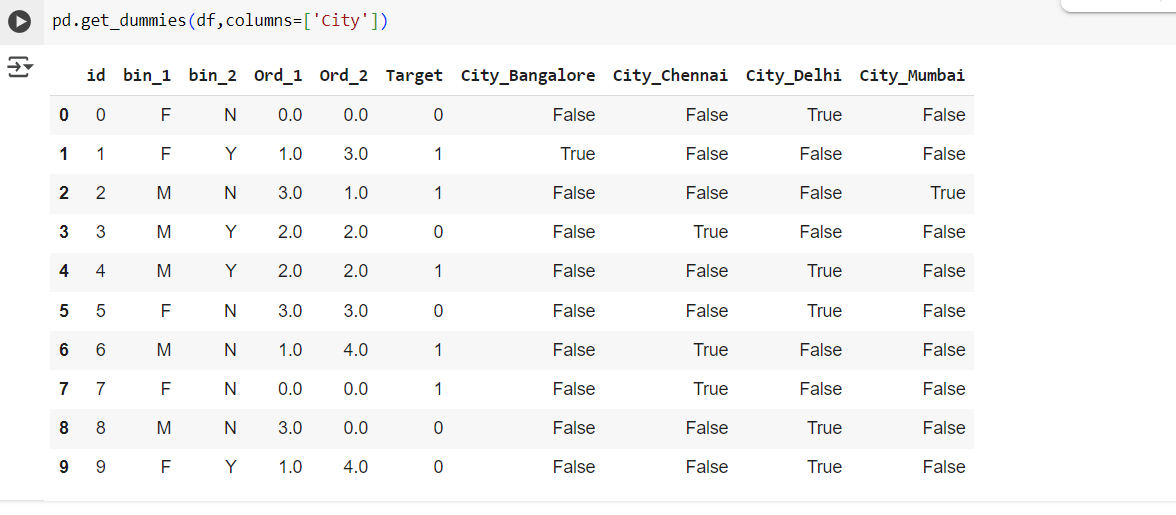 pd.get_dummies(df,columns=['City'])
id bin_1 bin_2 Ord_1 Ord_2 Target City_Bangalore City_Chennai City_Delhi City_Mumbai
0 0 F N 0.0 0.0 0 False False True False
1 1 F Y 1.0 3.0 1 True False False False
2 2 M N 3.0 1.0 1 False False False True
3 3 M Y 2.0 2.0 0 False True False False
4 4 M Y 2.0 2.0 1 False False True False
5 5 F N 3.0 3.0 0 False False True False
6 6 M N 1.0 4.0 1 False True False False
7 7 F N 0.0 0.0 1 False True False False
8 8 M N 3.0 0.0 0 False False True False
9 9 F Y 1.0 4.0 0 False False True False